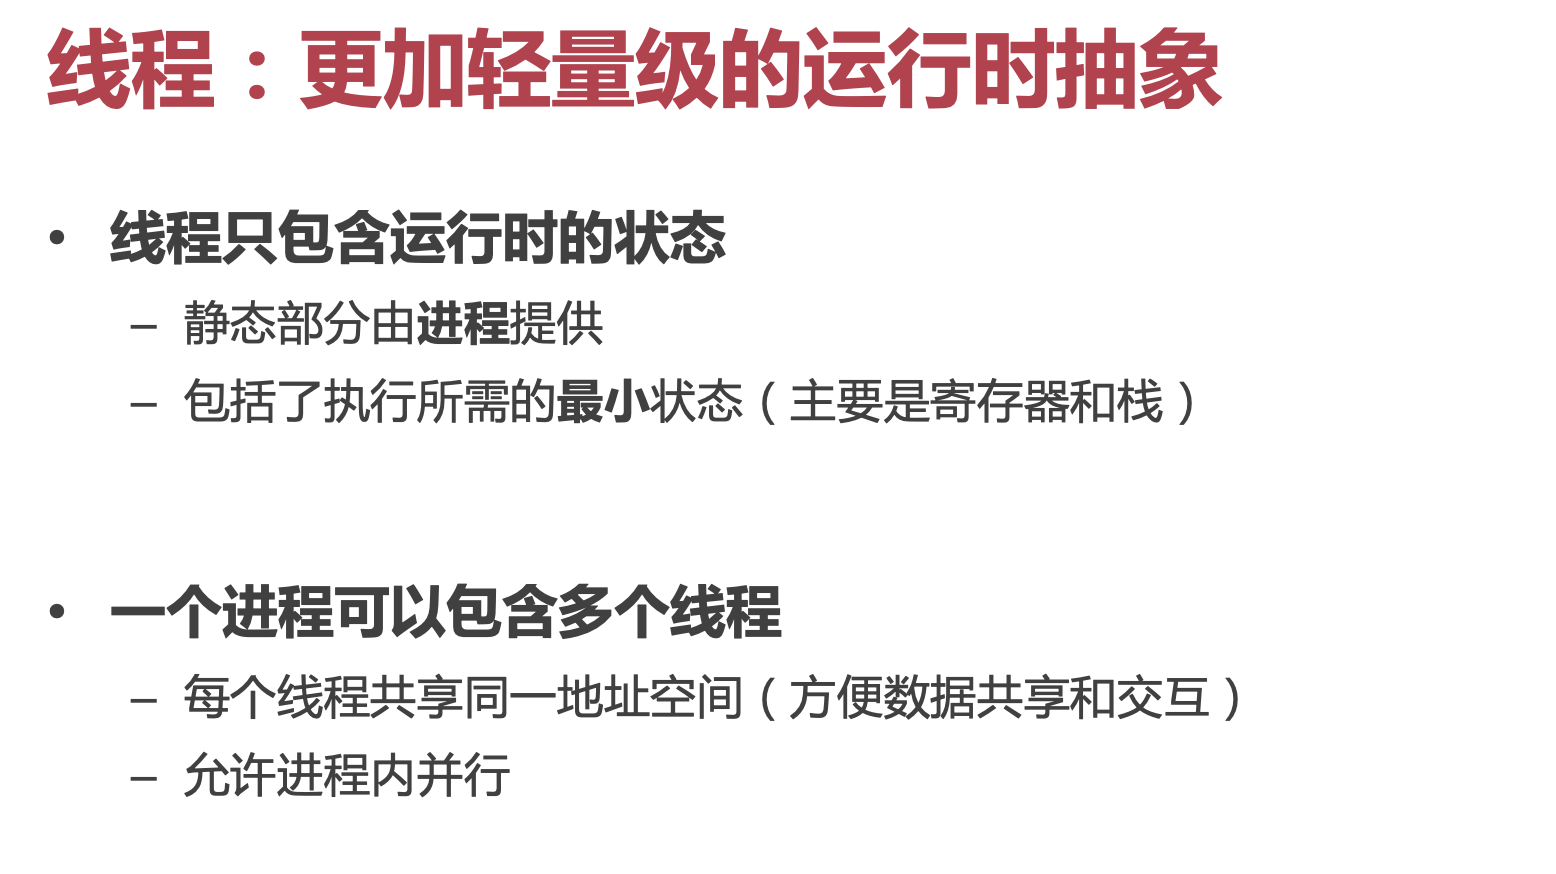 线程：更加轻量级的运行时抽象
• 线程只包含运行时的状态
– 静态部分由进程提供
– 包括了执行所需的最小状态（主要是寄存器和栈）
• 一个进程可以包含多个线程
– 每个线程共享同一地址空间（方便数据共享和交互）
– 允许进程内并行